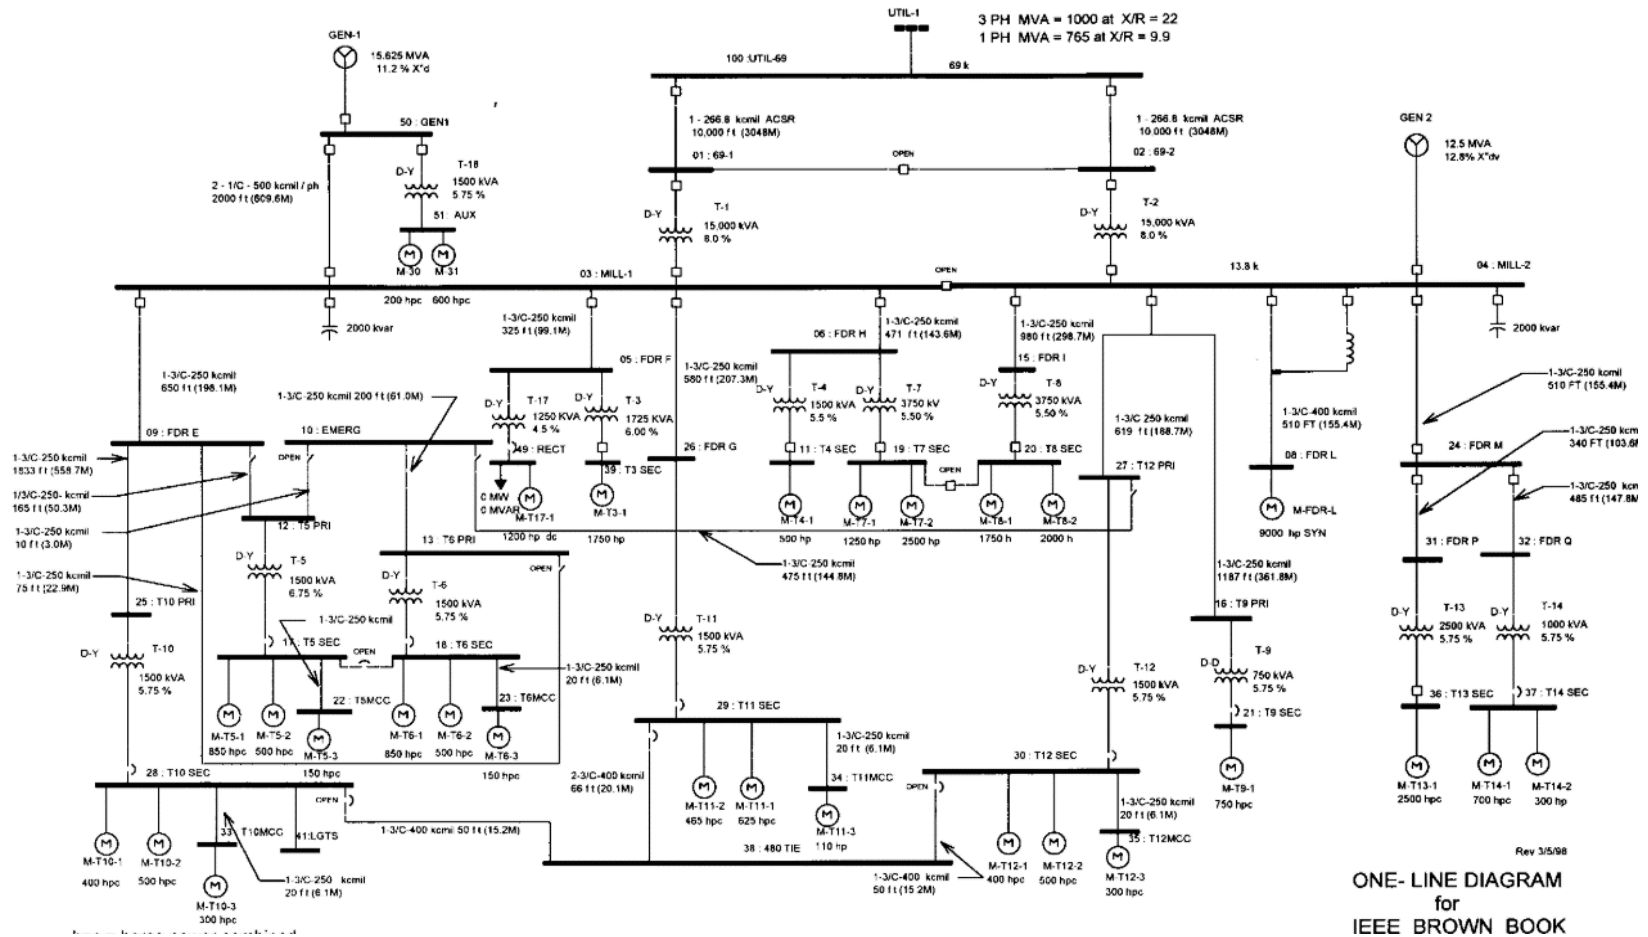 UTIL-1
3 PH MVA = 1000 at X/R = 22
1 PH MVA = 765 at X/R = 9.9
GEN-1
15.625 MVA
11.2 % X"d
100 :UTIL-69
69 k
50 : GEN1
1 - 266.8 kcmil ACSR
10,000 ft (3048M)
1 - 266.8 kcmil ACSR
10,000 ft (3048M)
GEN 2
12.5 MVA
12.8% X"dv
01 : 69-1
OPEN
02 : 69-2
2 - 1/C - 500 kcmil / ph
2000 ft (609.6M)
D-Y
T-18
1500 kVA
5.75 %
51: AUX
M-30
M-31
200 hpc
600 hpc
D-Y
T-1
15,000 kVA
8.0 %
D-Y
T-2
15,000 kVA
8.0 %
03 : MILL-1
OPEN
13.8 k
04 : MILL-2
2000 kvar
2000 kvar
1-3/C-250 kcmil
325 ft (99.1M)
1-3/C-250 kcmil
471 ft (143.6M)
1-3/C-250 kcmil
980 ft (298.7M)
05 : FDR F
06 : FDR H
15 : FDR I
1-3/C-250 kcmil
650 ft (198.1M)
1-3/C-250 kcmil 200 ft (61.0M)
1-3/C-250 kcmil
580 ft (207.3M)
1-3/C-250 kcmil
510 FT (155.4M)
D-Y
T-17
1250 KVA
4.5 %
D-Y
T-3
1725 KVA
6.00 %
D-Y
T-4
1500 kVA
5.5 %
D-Y
T-7
3750 kV
5.50 %
D-Y
T-8
3750 kVA
5.50 %
1-3/C 250 kcmil
619 ft (188.7M)
1-3/C-400 kcmil
510 FT (155.4M)
1-3/C-250 kcm
340 FT (103.6M
09 : FDR E
10 : EMERG
OPEN
49 : RECT
39 : T3 SEC
26 : FDR G
11 : T4 SEC
19 : T7 SEC
OPEN
20 : T8 SEC
27 : T12 PRI
08 : FDR L
24 : FDR M
1-3/C-250 kcmil
1833 ft (558.7M)
1/3/C-250- kcmil
165 ft (50.3M)
1-3/C-250 kcmil
10 ft (3.0M)
1-3/C-250 kcmil
75 ft (22.9M)
1-3/C-250 kcm
485 ft (147.8M
0 MW
0 MVAR
M-T17-1
1200 hp dc
M-T3-1
1750 hp
M-T4-1
500 hp
M-T7-1
1250 hp
M-T7-2
2500 hp
M-T8-1
1750 h
M-T8-2
2000 h
M-FDR-L
9000 hp SYN
12 : T5 PRI
13 : T6 PRI
OPEN
1-3/C-250 kcmil
475 ft (144.8M)
1-3/C-250 kcmil
1187 ft (361.8M)
31 : FDR P
32 : FDR Q
D-Y
T-5
1500 kVA
6.75 %
D-Y
T-6
1500 kVA
5.75 %
1-3/C-250 kcmil
25 : T10 PRI
16 : T9 PRI
D-Y
T-10
1500 kVA
5.75 %
D-Y
T-11
1500 kVA
5.75 %
D-Y
T-12
1500 kVA
5.75 %
D-D
T-9
750 kVA
5.75 %
D-Y
T-13
2500 kVA
5.75 %
D-Y
T-14
1000 kVA
5.75 %
17 : T5 SEC
OPEN
18 : T6 SEC
1-3/C-250 kcmil
20 ft (6.1M)
22 : T5MCC
23 : T6MCC
29 : T11 SEC
21 : T9 SEC
36 : T13 SEC
37 : T14 SEC
M-T5-1
850 hpc
M-T5-2
500 hpc
M-T5-3
150 hpc
M-T6-1
850 hpc
M-T6-2
500 hpc
M-T6-3
150 hpc
1-3/C-250 kcmil
20 ft (6.1M)
28 : T10 SEC
OPEN
2-3/C-400 kcmil
66 ft (20.1M)
M-T11-2
465 hpc
M-T11-1
625 hpc
34 : T11MCC
M-T11-3
110 hp
30 : T12 SEC
OPEN
1-3/C-250 kcmil
20 ft (6.1M)
M-T9-1
750 hpc
M-T13-1
2500 hpc
M-T14-1
700 hpc
M-T14-2
300 hp
33 : T10MCC
41:LGTS
1-3/C-400 kcmil 50 ft (15.2M)
38 : 480 TIE
35 : T12MCC
M-T10-1
400 hpc
M-T10-2
500 hpc
M-T10-3
300 hpc
1-3/C-250 kcmil
20 ft (6.1M)
1-3/C-400 kcmil
50 ft (15.2M)
M-T12-1
400 hpc
M-T12-2
500 hpc
M-T12-3
300 hpc
Rev 3/5/98
ONE- LINE DIAGRAM
for
IEEE BROWN BOOK